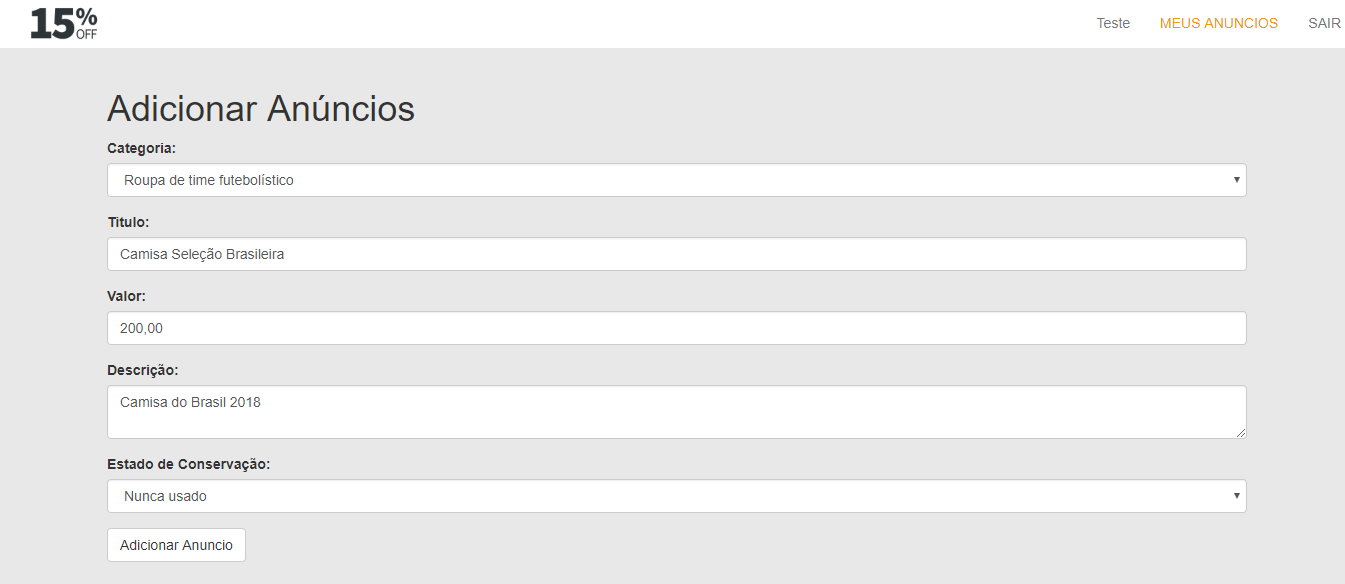 15%
OFF
Teste MEUS ANUNCIOS SAIR
Adicionar Anúncios
Categoria:
Roupa de time futebolístico
Titulo:
Camisa Seleção Brasileira
Valor:
200,00
Descrição:
Camisa do Brasil 2018
Estado de Conservação:
Nunca usado
Adicionar Anuncio